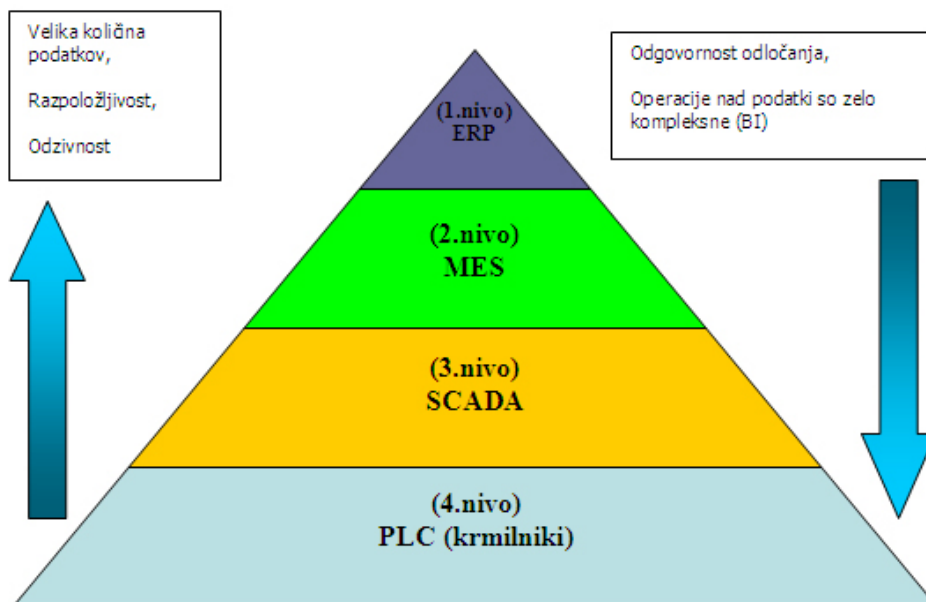 Velika količna
podatkov,
Razpoložljivost,
Odzivnost
Odgovornost odločanja,
Operacije nad podatki so zelo
kompleksne (BI)
(1.nivo)
ERP
(2.nivo)
MES
(3.nivo)
SCADA
(4.nivo)
PLC (krmilniki)